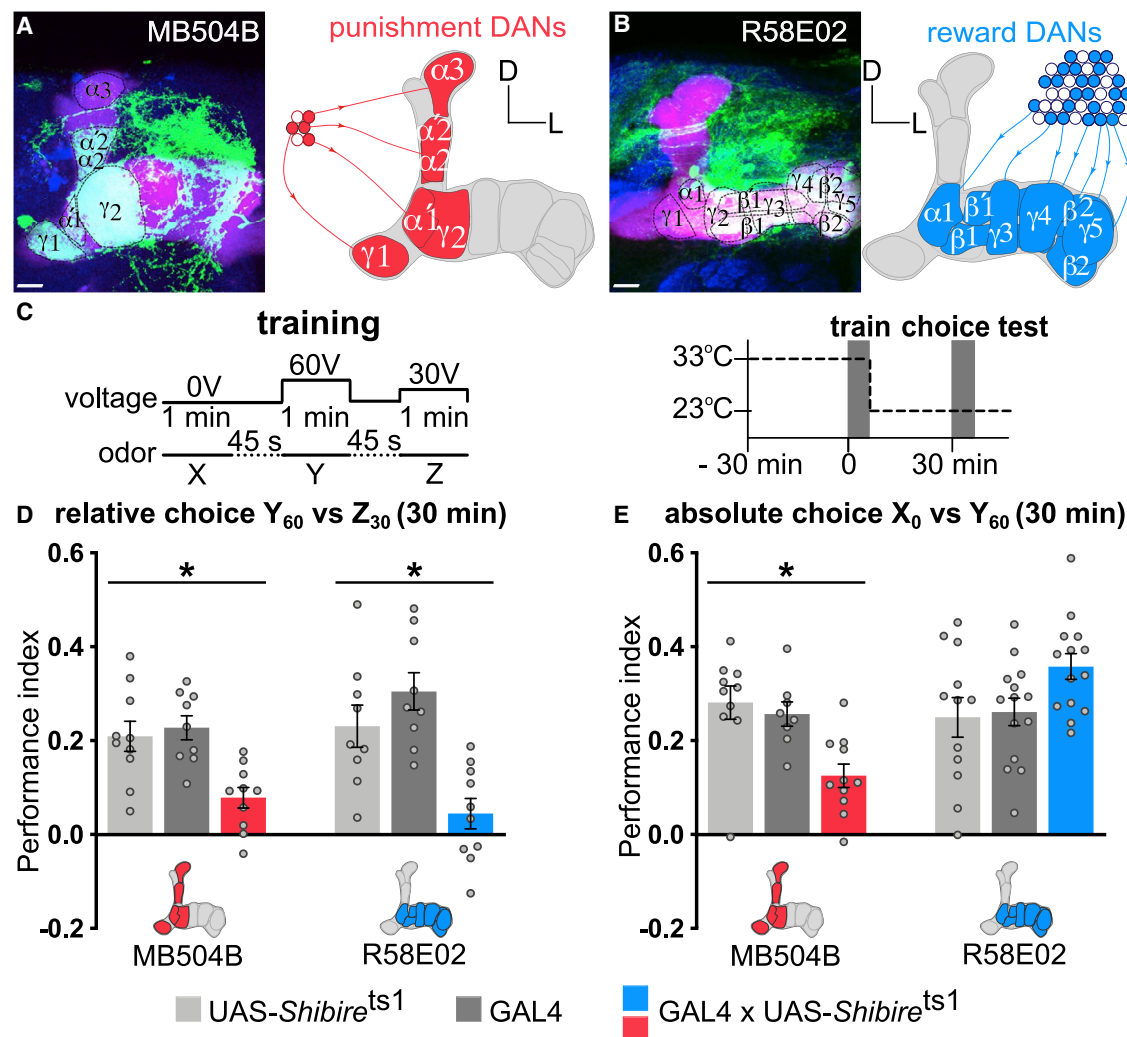 A MB504B punishment DANs
α3
α′2
α2
α′1
γ2
γ1
D
L
α3
α′2
α2
α′1
γ2
γ1
B R58E02 reward DANs
α1
γ1
γ2
β′1
β1
γ3
γ4
β′2
γ5
β2
D
L
α1
β′1
β1
γ3
γ4
β′2
γ5
β2
C training
voltage 0V 60V 30V
1 min 1 min 1 min
odor 45 s 45 s
X Y Z
train choice test
33°C
23°C
- 30 min 0 30 min
D relative choice Y60 vs Z30 (30 min)
Performance index
0.6
0.4
0.2
0.0
-0.2
* *
MB504B R58E02
E absolute choice X0 vs Y60 (30 min)
Performance index
0.6
0.4
0.2
0.0
-0.2
*
MB504B R58E02
UAS-Shibire^ts1 GAL4 GAL4 x UAS-Shibire^ts1